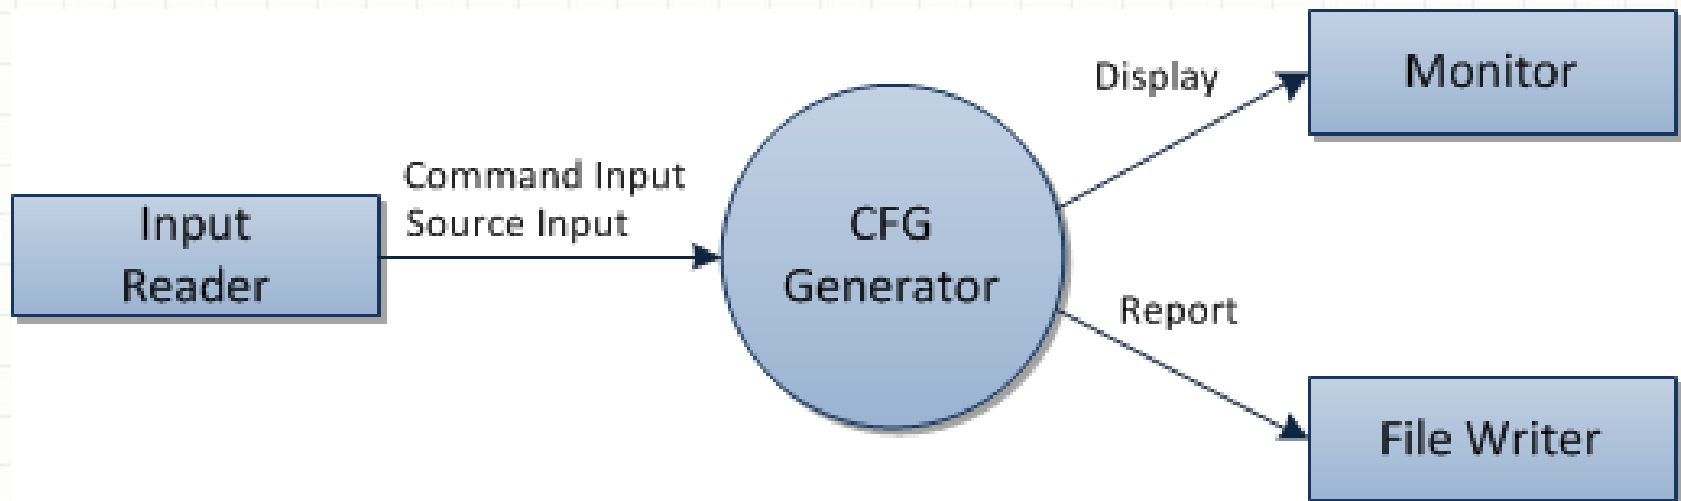 Input
Reader
Command Input
Source Input
CFG
Generator
Display
Monitor
Report
File Writer